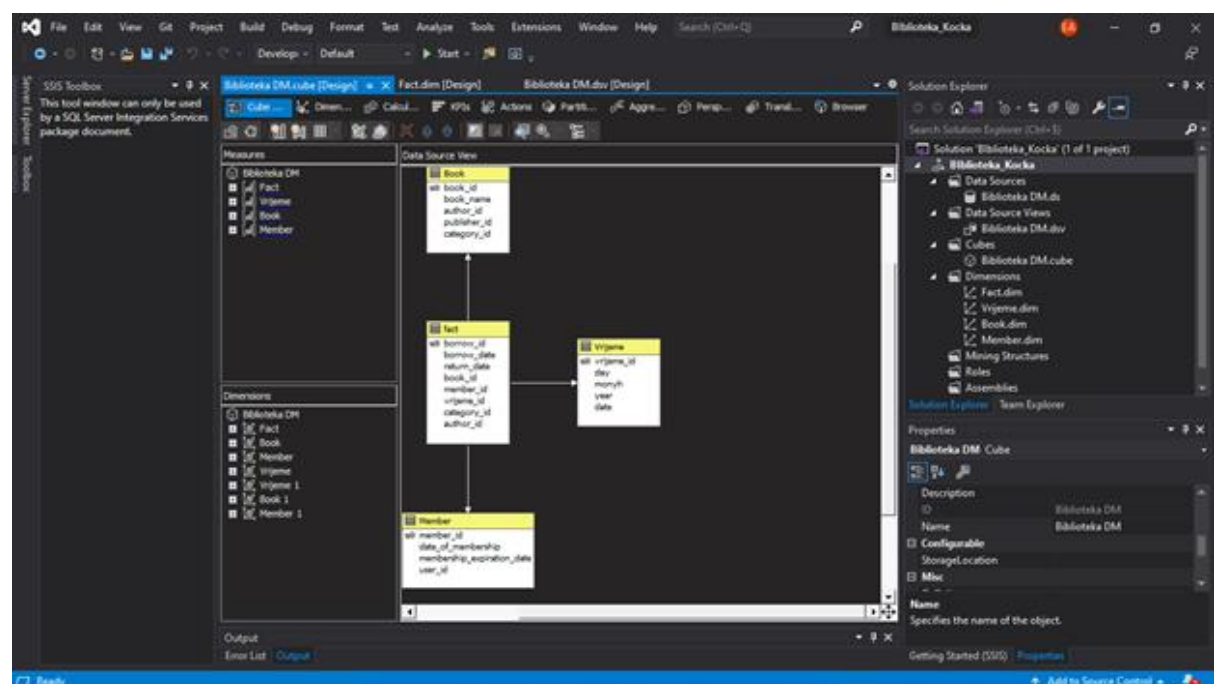 File Edit View Git Project Build Debug Format Test Analyze Tools Extensions Window Help Search (Ctrl+Q) Biblioteka_Kocka
Develop Default Start
SSIS Toolbox
This tool window can only be used
by a SQL Server Integration Services
package document.
Server Explorer
Toolbox
Biblioteka DM.cube [Design] Fact.dim [Design] Biblioteka DM.dsv [Design]
Cube ... Dimen... Calcul... KPIs Actions Partiti... Aggre... Persp... Transl... Browser
Measures
Biblioteka DM
Fact
Vrijeme
Book
Member
Dimensions
Biblioteka DM
Fact
Book
Member
Vrijeme
Vrijeme 1
Book 1
Member 1
Data Source View
Book
book_id
book_name
author_id
publisher_id
category_id
fact
borrow_id
borrow_date
return_date
book_id
member_id
vrijeme_id
category_id
author_id
Vrijeme
vrijeme_id
day
monyh
year
date
Member
member_id
date_of_membership
membership_expiration_date
user_id
Output
Error List Output
Solution Explorer
Search Solution Explorer (Ctrl+Š)
Solution 'Biblioteka_Kocka' (1 of 1 project)
Biblioteka_Kocka
Data Sources
Biblioteka DM.ds
Data Source Views
Biblioteka DM.dsv
Cubes
Biblioteka DM.cube
Dimensions
Fact.dim
Vrijeme.dim
Book.dim
Member.dim
Mining Structures
Roles
Assemblies
Solution Explorer Team Explorer
Properties
Biblioteka DM Cube
Description
ID Biblioteka DM
Name Biblioteka DM
Configurable
StorageLocation
Misc
Name
Specifies the name of the object.
Getting Started (SSIS) Properties
Ready
Add to Source Control